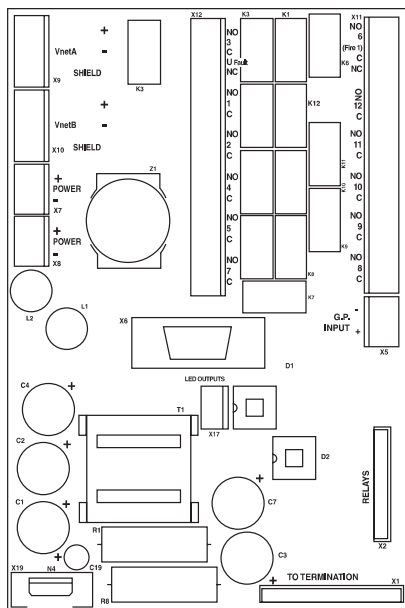 X12
K3
K1
X11
VnetA
+
-
SHIELD
X9
K3
NO
3
C
U Fault
NC
K6
NO
6
(Fire 1)
C
NC
VnetB
+
-
SHIELD
X10
NO
1
C
K12
NO
12
C
NO
2
C
K11
NO
11
C
+
POWER
-
X7
Z1
NO
4
C
K10
NO
10
C
+
POWER
-
X8
NO
5
C
K9
NO
9
C
NO
7
C
K8
K7
NO
8
C
L2
L1
X6
D1
-
G.P.
INPUT
+
X5
LED OUTPUTS
X17
C4
+
T1
C2
+
D2
RELAYS
X2
C1
+
C7
+
R1
C3
+
C19
+
X19
N4
R8
TO TERMINATION
X1